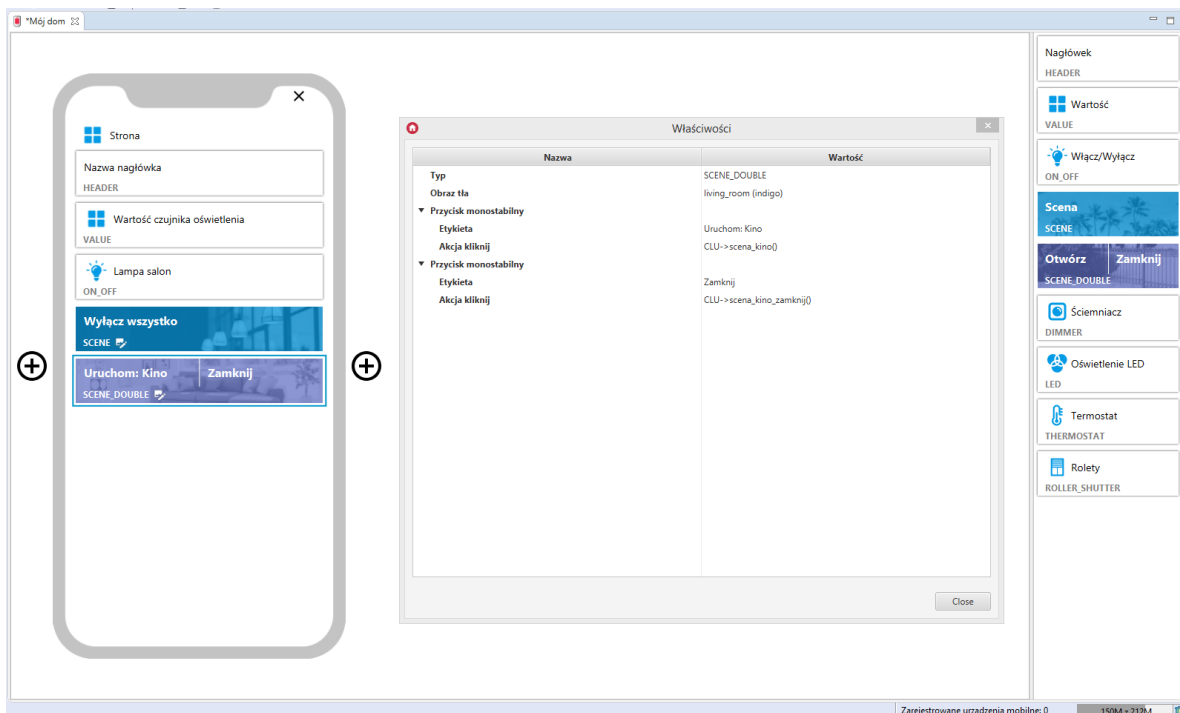 *Mój dom
Strona
Nazwa nagłówka
HEADER
Wartość czujnika oświetlenia
VALUE
Lampa salon
ON_OFF
Wyłącz wszystko
SCENE
Uruchom: Kino Zamknij
SCENE_DOUBLE
Właściwości
Nazwa Wartość
Typ SCENE_DOUBLE
Obraz tła living_room (indigo)
Przycisk monostabilny
Etykieta Uruchom: Kino
Akcja kliknij CLU->scena_kino()
Przycisk monostabilny
Etykieta Zamknij
Akcja kliknij CLU->scena_kino_zamknij()
Close
Nagłówek
HEADER
Wartość
VALUE
Włącz/Wyłącz
ON_OFF
Scena
SCENE
Otwórz Zamknij
SCENE_DOUBLE
Ściemniacz
DIMMER
Oświetlenie LED
LED
Termostat
THERMOSTAT
Rolety
ROLLER_SHUTTER
Zarejestrowane urządzenia mobilne: 0